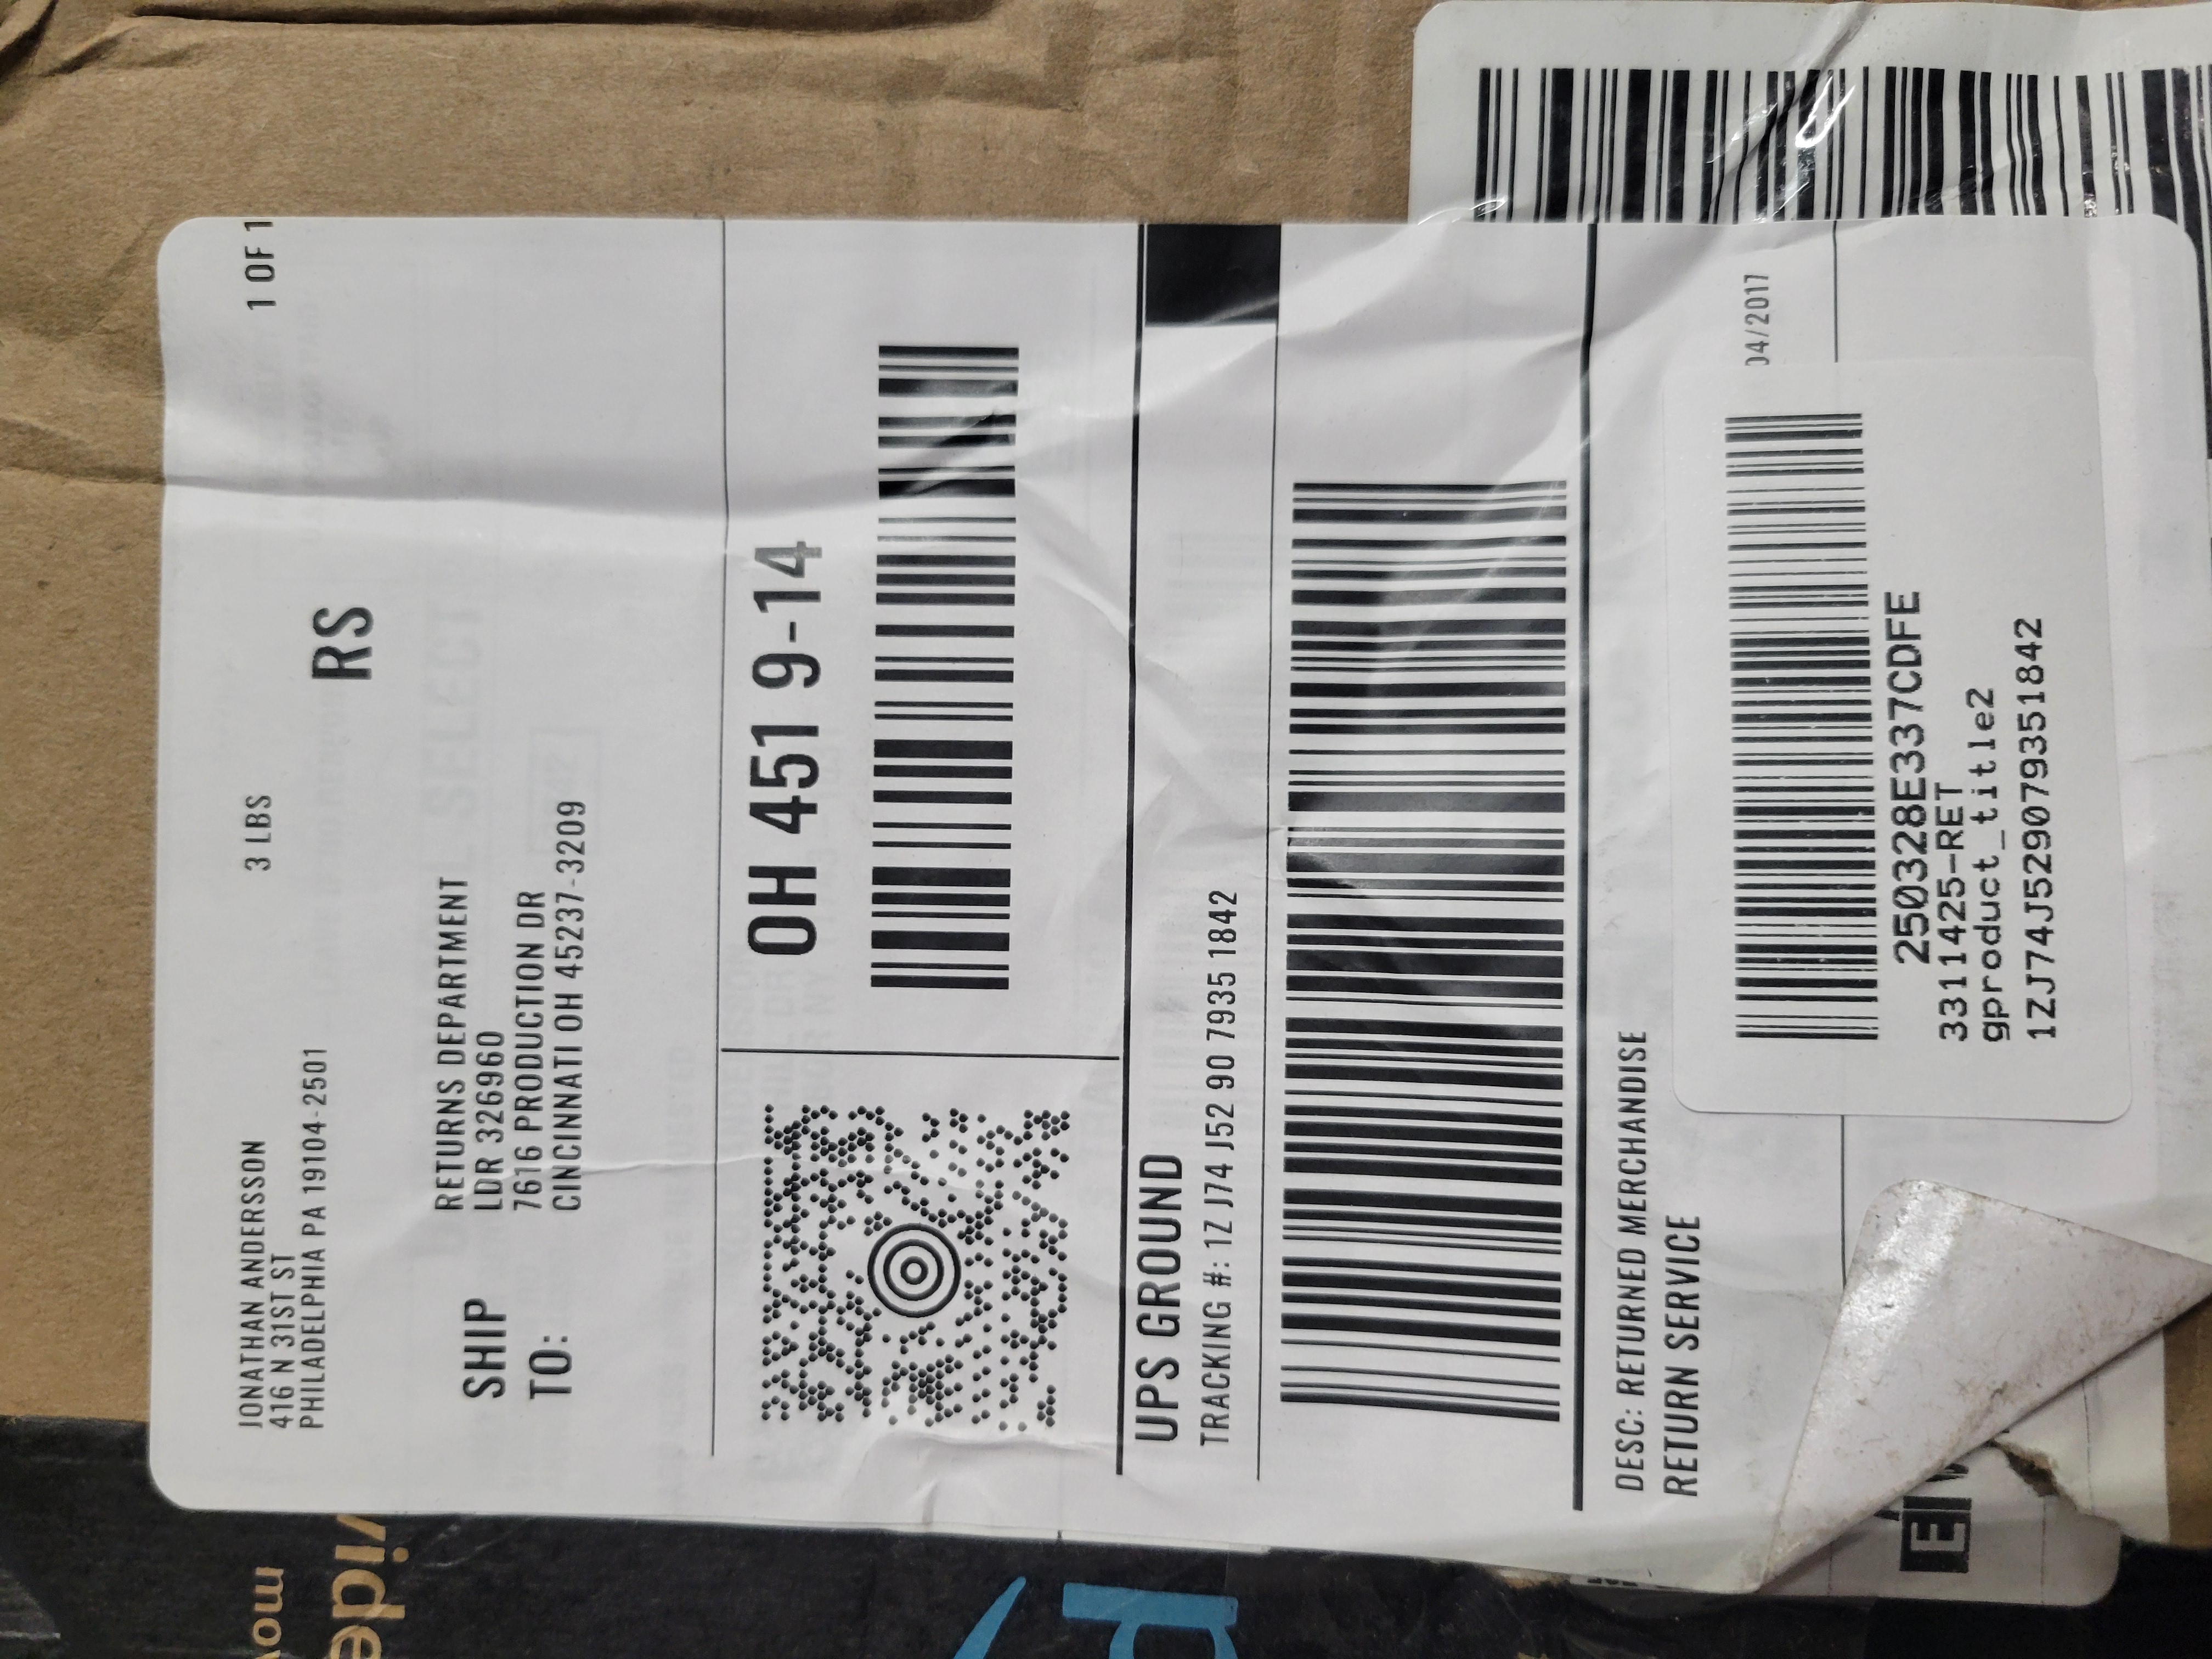 JONATHAN ANDERSSON
416 N 31ST ST
PHILADELPHIA PA 19104-2501
3 LBS
1 OF 1
RS
SHIP
TO:
RETURNS DEPARTMENT
LDR 326960
7616 PRODUCTION DR
CINCINNATI OH 45237-3209
OH 451 9-14
UPS GROUND
TRACKING #: 1Z J74 J52 90 7935 1842
DESC: RETURNED MERCHANDISE
RETURN SERVICE
04/2017
250328E337CDFE
3311425-RET
gproduct_title2
1ZJ74J529079351842
vide
mov
p
E